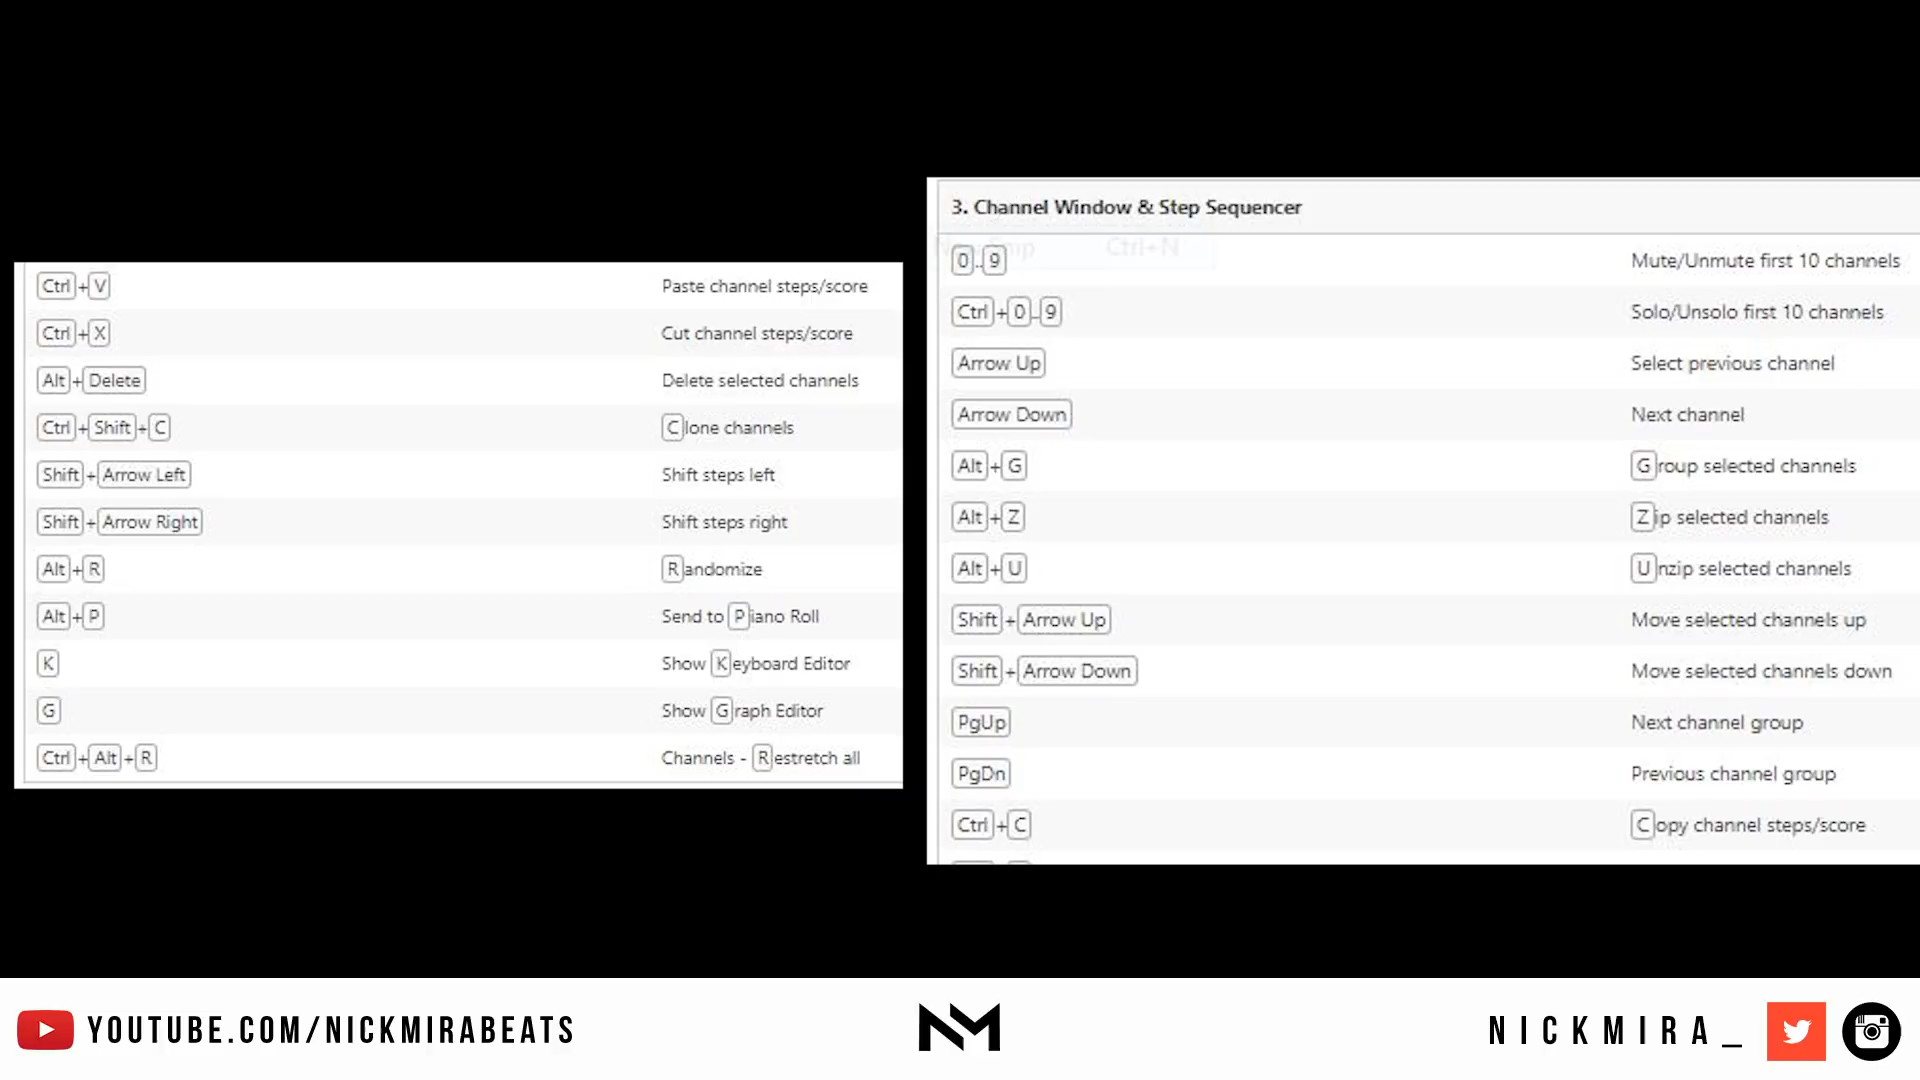 Ctrl+V Paste channel steps/score
Ctrl+X Cut channel steps/score
Alt+Delete Delete selected channels
Ctrl+Shift+C Clone channels
Shift+Arrow Left Shift steps left
Shift+Arrow Right Shift steps right
Alt+R Randomize
Alt+P Send to Piano Roll
K Show Keyboard Editor
G Show Graph Editor
Ctrl+Alt+R Channels - Restretch all
3. Channel Window & Step Sequencer
Ctrl+N
0..9 Mute/Unmute first 10 channels
Ctrl+0..9 Solo/Unsolo first 10 channels
Arrow Up Select previous channel
Arrow Down Next channel
Alt+G Group selected channels
Alt+Z Zip selected channels
Alt+U Unzip selected channels
Shift+Arrow Up Move selected channels up
Shift+Arrow Down Move selected channels down
PgUp Next channel group
PgDn Previous channel group
Ctrl+C Copy channel steps/score
YOUTUBE.COM/NICKMIRABEATS
NM
NICKMIRA_